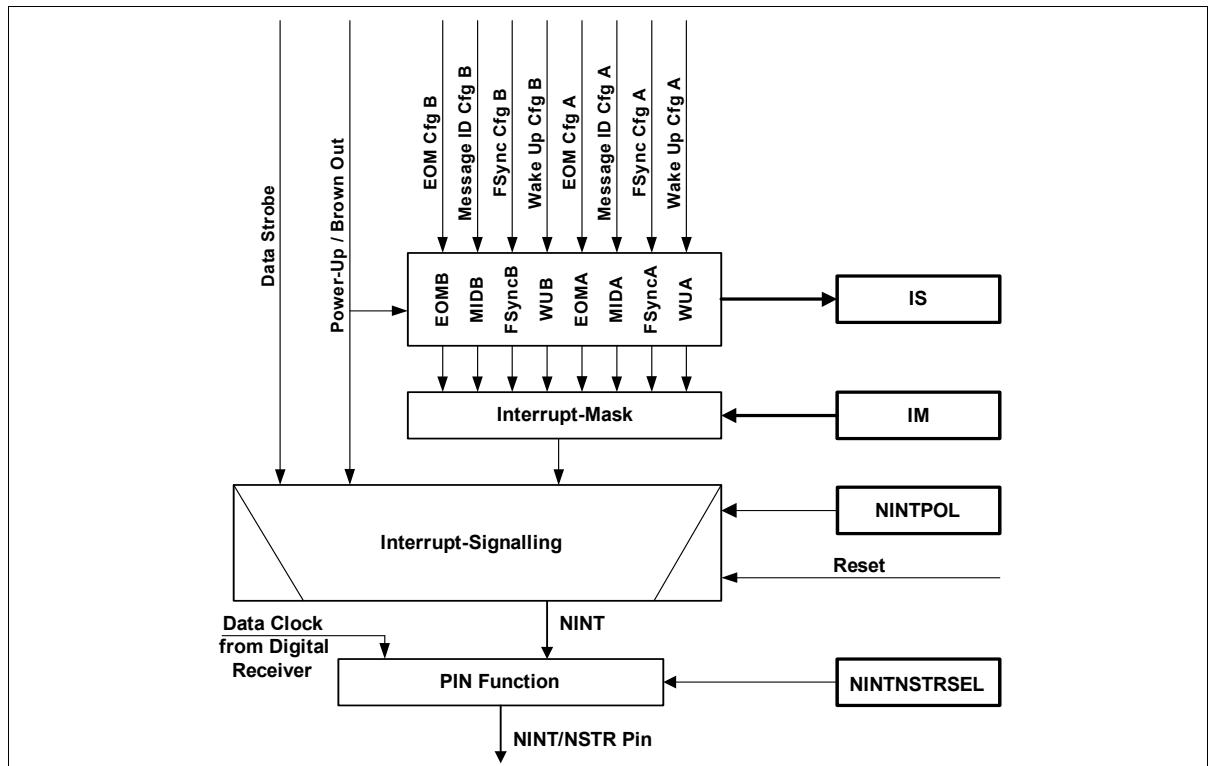 Data Strobe
Power-Up / Brown Out
EOM Cfg B
Message ID Cfg B
FSync Cfg B
Wake Up Cfg B
EOM Cfg A
Message ID Cfg A
FSync Cfg A
Wake Up Cfg A
EOMB
MIDB
FSyncB
WUB
EOMA
MIDA
FSyncA
WUA
IS
Interrupt-Mask
IM
Interrupt-Signalling
NINTPOL
Reset
Data Clock
from Digital
Receiver
NINT
PIN Function
NINTNSTRSEL
NINT/NSTR Pin